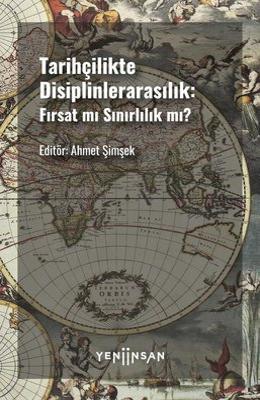 Tarihçilikte
Disiplinlerarasılık:
Fırsat mı Sınırlılık mı?
Editör: Ahmet Şimşek
YENİİNSAN